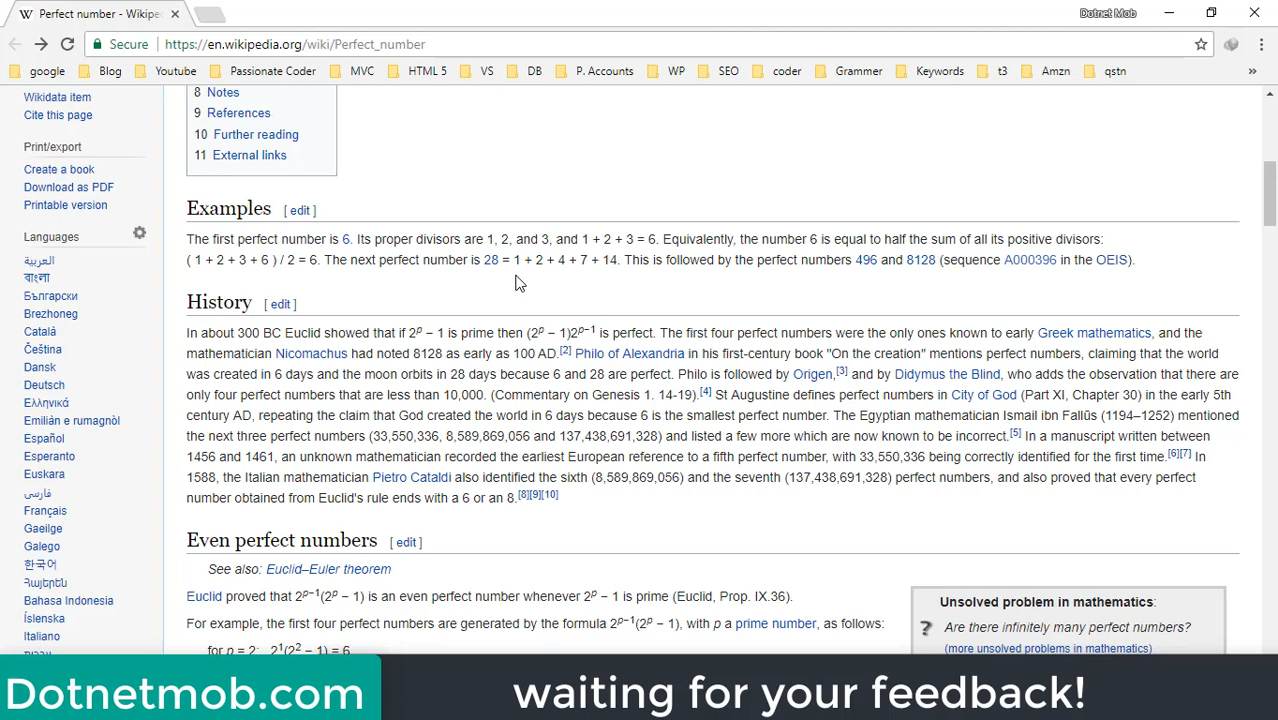 Perfect number - Wikipe
Dotnet Mob
Secure
https://en.wikipedia.org/wiki/Perfect_number
google Blog Youtube Passionate Coder MVC HTML 5 VS DB P. Accounts WP SEO coder Grammer Keywords t3 Amzn qstn »
Wikidata item
Cite this page
Print/export
Create a book
Download as PDF
Printable version
Languages
العربية
বাংলা
Български
Brezhoneg
Català
Čeština
Dansk
Deutsch
Ελληνικά
Emiliàn e rumagnòl
Español
Esperanto
Euskara
فارسی
Français
Gaeilge
Galego
한국어
Հայերեն
Bahasa Indonesia
Íslenska
Italiano
8 Notes
9 References
10 Further reading
11 External links
Examples [ edit ]
The first perfect number is 6. Its proper divisors are 1, 2, and 3, and 1 + 2 + 3 = 6. Equivalently, the number 6 is equal to half the sum of all its positive divisors:
( 1 + 2 + 3 + 6 ) / 2 = 6. The next perfect number is 28 = 1 + 2 + 4 + 7 + 14. This is followed by the perfect numbers 496 and 8128 (sequence A000396 in the OEIS).
History [ edit ]
In about 300 BC Euclid showed that if 2ᵖ − 1 is prime then (2ᵖ − 1)2ᵖ⁻¹ is perfect. The first four perfect numbers were the only ones known to early Greek mathematics, and the
mathematician Nicomachus had noted 8128 as early as 100 AD.[2] Philo of Alexandria in his first-century book "On the creation" mentions perfect numbers, claiming that the world
was created in 6 days and the moon orbits in 28 days because 6 and 28 are perfect. Philo is followed by Origen,[3] and by Didymus the Blind, who adds the observation that there are
only four perfect numbers that are less than 10,000. (Commentary on Genesis 1. 14-19).[4] St Augustine defines perfect numbers in City of God (Part XI, Chapter 30) in the early 5th
century AD, repeating the claim that God created the world in 6 days because 6 is the smallest perfect number. The Egyptian mathematician Ismail ibn Fallūs (1194–1252) mentioned
the next three perfect numbers (33,550,336, 8,589,869,056 and 137,438,691,328) and listed a few more which are now known to be incorrect.[5] In a manuscript written between
1456 and 1461, an unknown mathematician recorded the earliest European reference to a fifth perfect number, with 33,550,336 being correctly identified for the first time.[6][7] In
1588, the Italian mathematician Pietro Cataldi also identified the sixth (8,589,869,056) and the seventh (137,438,691,328) perfect numbers, and also proved that every perfect
number obtained from Euclid's rule ends with a 6 or an 8.[8][9][10]
Even perfect numbers [ edit ]
See also: Euclid–Euler theorem
Euclid proved that 2ᵖ⁻¹(2ᵖ − 1) is an even perfect number whenever 2ᵖ − 1 is prime (Euclid, Prop. IX.36).
For example, the first four perfect numbers are generated by the formula 2ᵖ⁻¹(2ᵖ − 1), with p a prime number, as follows:
for p = 2: 2¹(2² − 1) = 6
Unsolved problem in mathematics:
? Are there infinitely many perfect numbers?
(more unsolved problems in mathematics)
Dotnetmob.com
waiting for your feedback!